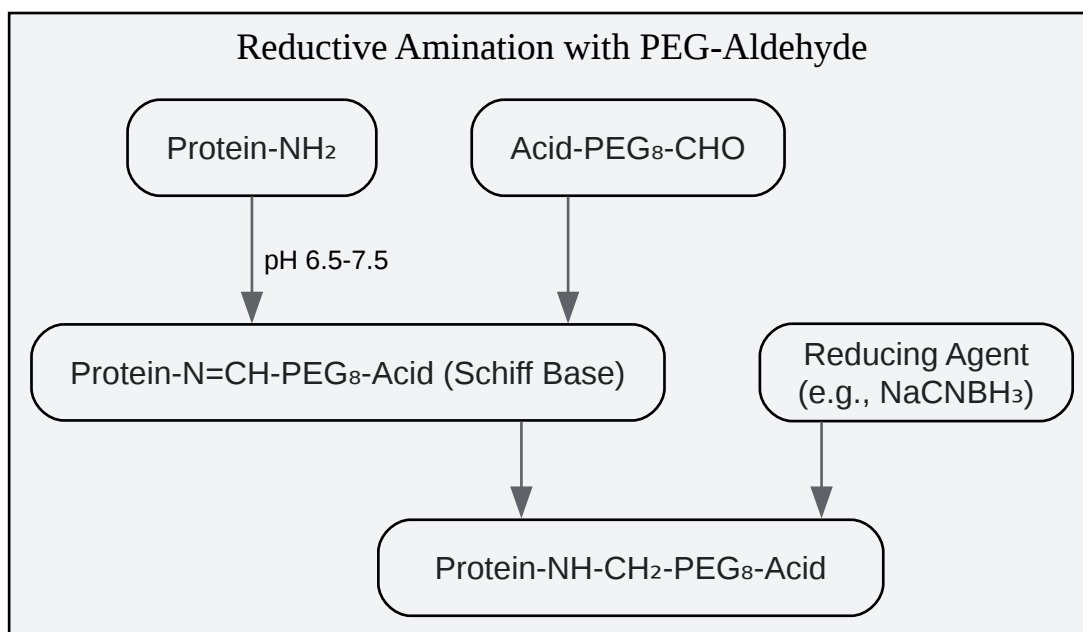 Reductive Amination with PEG-Aldehyde
Protein-NH₂
Acid-PEG₈-CHO
pH 6.5-7.5
Protein-N=CH-PEG₈-Acid (Schiff Base)
Reducing Agent
(e.g., NaCNBH₃)
Protein-NH-CH₂-PEG₈-Acid